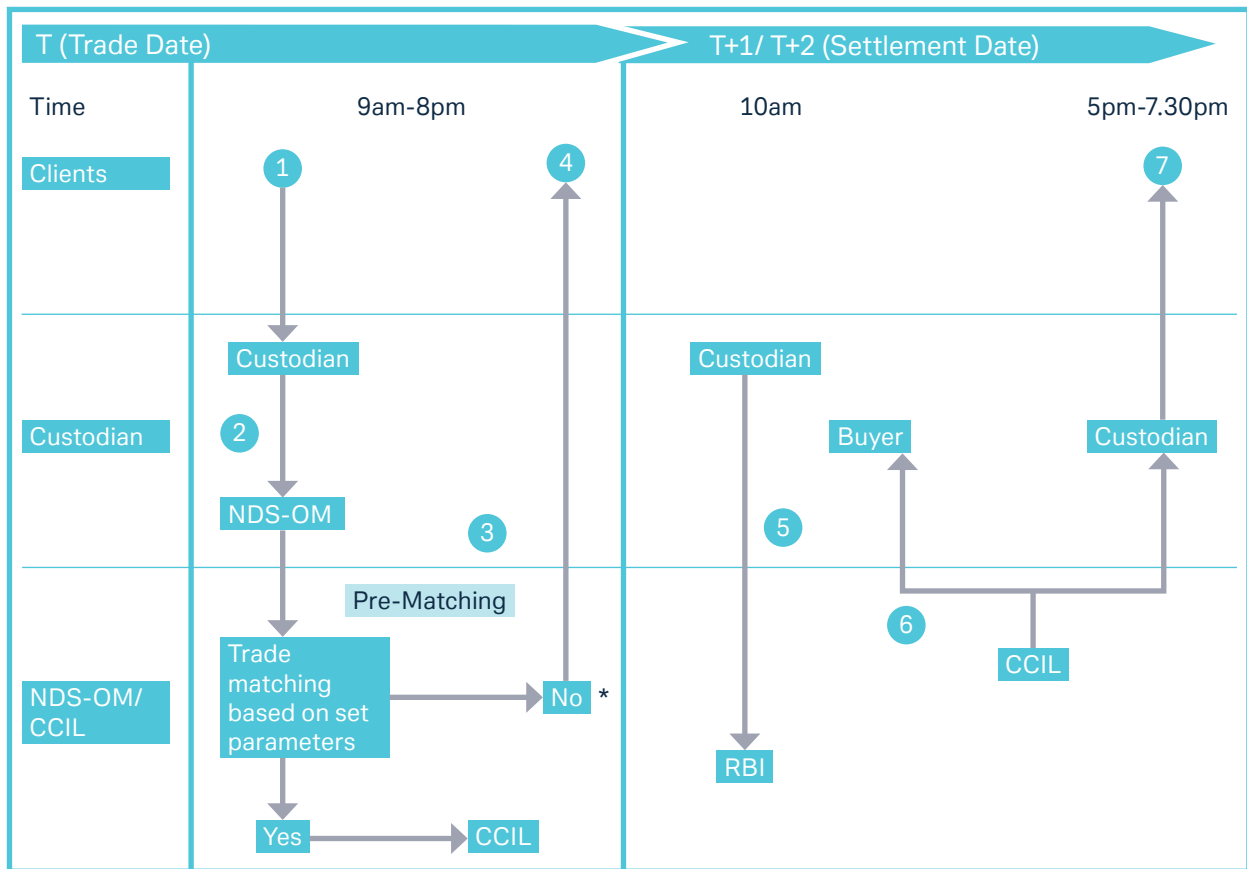 T (Trade Date)
T+1/ T+2 (Settlement Date)
Time
9am-8pm
10am
5pm-7.30pm
Clients
1
4
7
Custodian
Custodian
Custodian
2
Buyer
Custodian
NDS-OM
3
5
Pre-Matching
6
Trade
matching
based on set
parameters
CCIL
NDS-OM/
CCIL
No *
RBI
Yes
CCIL